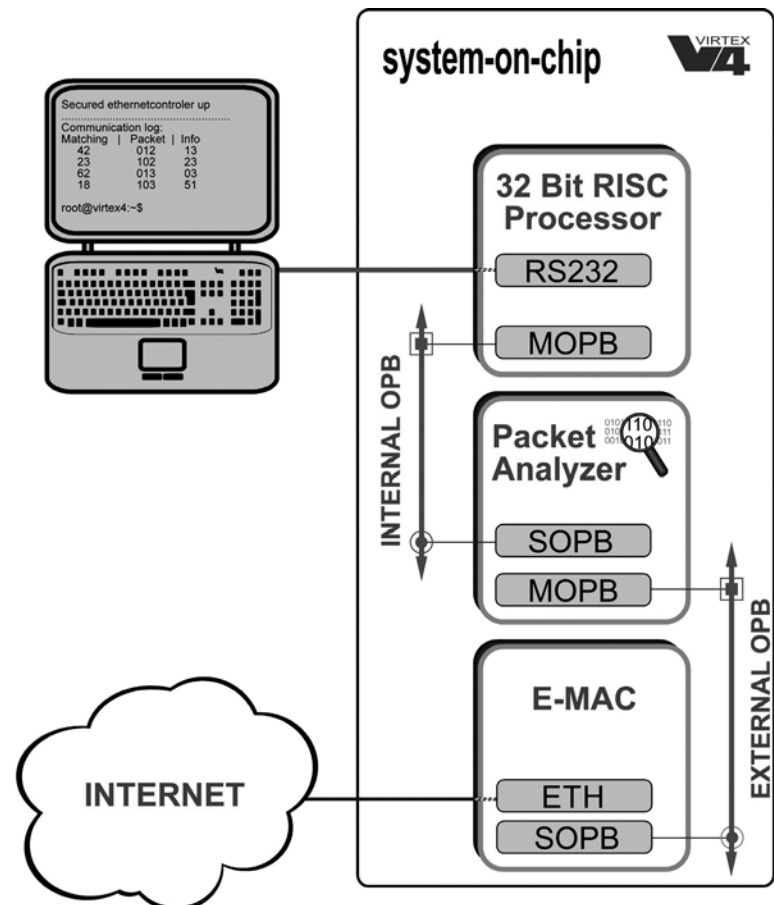 system-on-chip
VIRTEX
V4
Secured ethernetcontroler up
Communication log:
Matching | Packet | Info
42 012 13
23 102 23
62 013 03
18 103 51
root@virtex4:~$
32 Bit RISC
Processor
RS232
MOPB
INTERNAL OPB
Packet
Analyzer
110
010
SOPB
MOPB
EXTERNAL OPB
E-MAC
INTERNET
ETH
SOPB